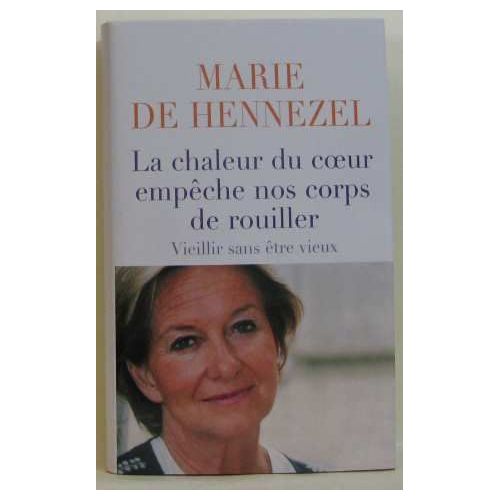 MARIE
DE HENNEZEL
La chaleur du cœur
empêche nos corps
de rouiller
Vieillir sans être vieux